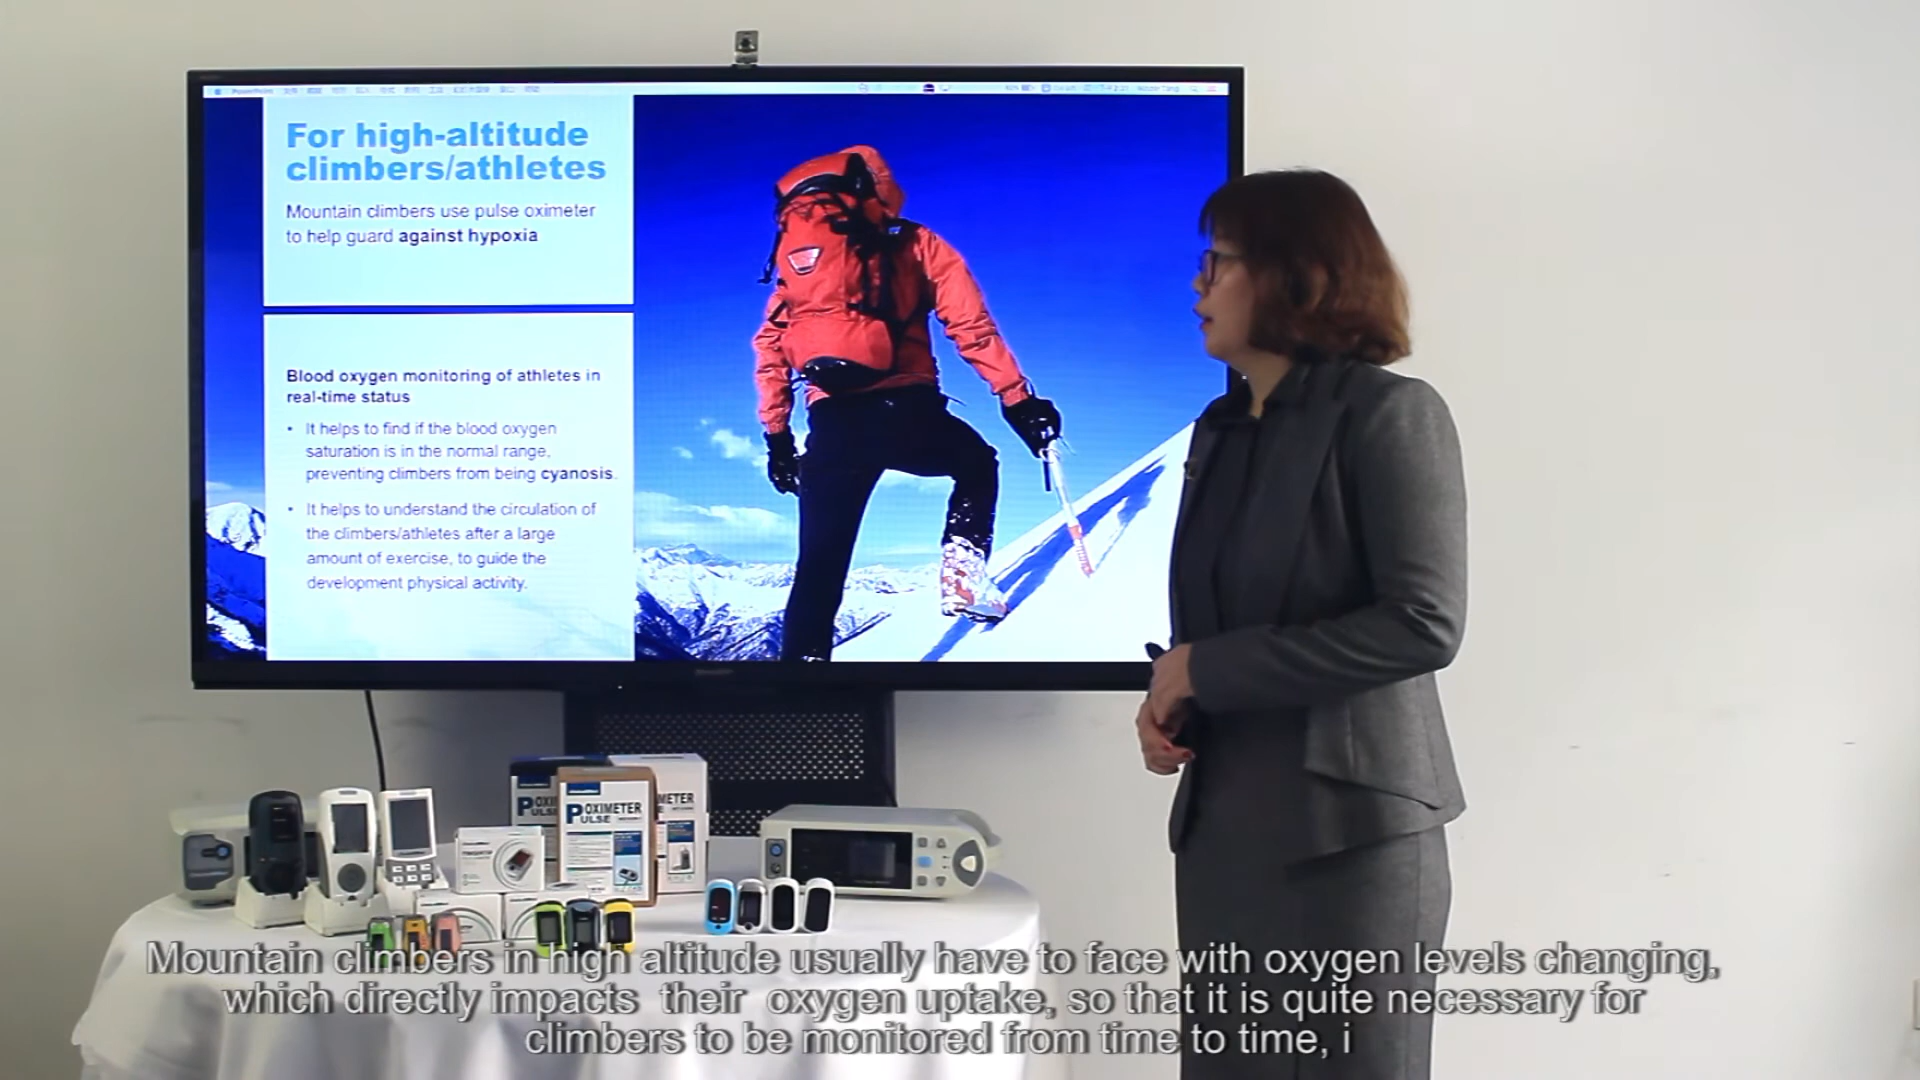 PowerPoint
For high-altitude
climbers/athletes
Mountain climbers use pulse oximeter
to help guard against hypoxia
Blood oxygen monitoring of athletes in
real-time status
• It helps to find if the blood oxygen
saturation is in the normal range,
preventing climbers from being cyanosis.
• It helps to understand the circulation of
the climbers/athletes after a large
amount of exercise, to guide the
development physical activity.
PULSE
OXIMETER
METER
Mountain climbers in high altitude usually have to face with oxygen levels changing,
which directly impacts their oxygen uptake, so that it is quite necessary for
climbers to be monitored from time to time, i